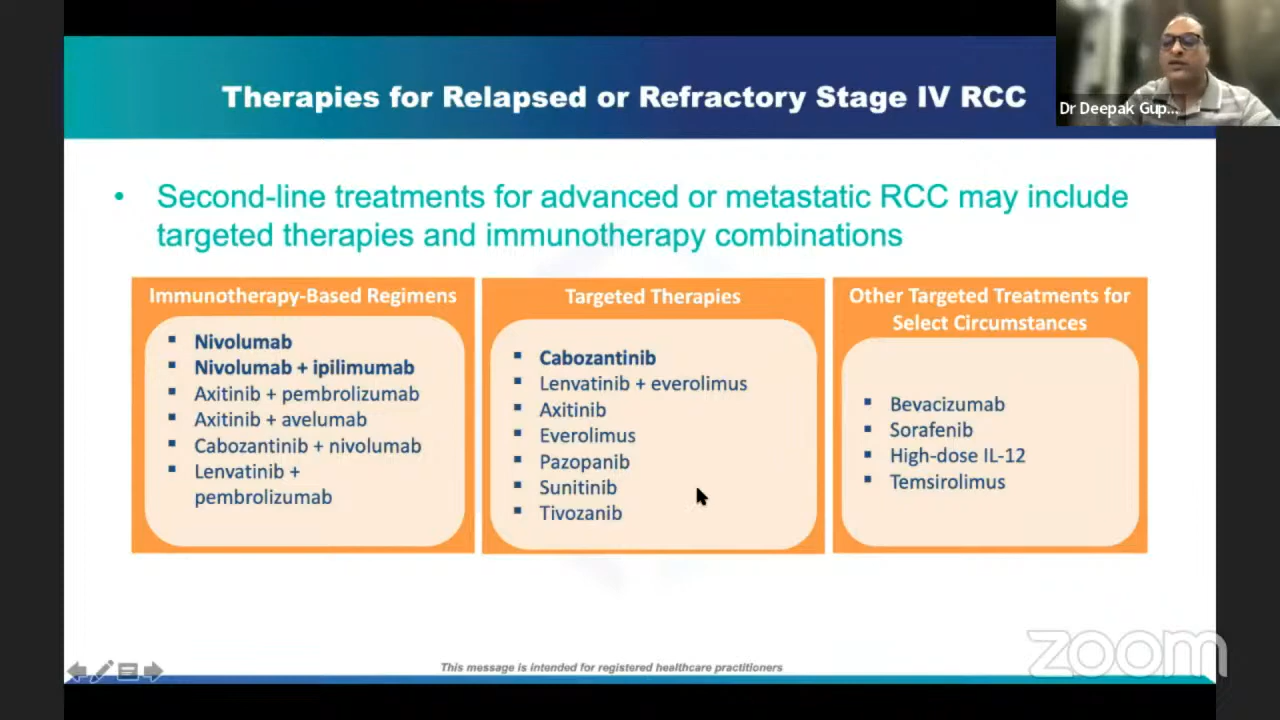 Therapies for Relapsed or Refractory Stage IV RCC
Dr Deepak Gup...
• Second-line treatments for advanced or metastatic RCC may include
targeted therapies and immunotherapy combinations
Immunotherapy-Based Regimens
▪ Nivolumab
▪ Nivolumab + ipilimumab
▪ Axitinib + pembrolizumab
▪ Axitinib + avelumab
▪ Cabozantinib + nivolumab
▪ Lenvatinib +
pembrolizumab
Targeted Therapies
▪ Cabozantinib
▪ Lenvatinib + everolimus
▪ Axitinib
▪ Everolimus
▪ Pazopanib
▪ Sunitinib
▪ Tivozanib
Other Targeted Treatments for
Select Circumstances
▪ Bevacizumab
▪ Sorafenib
▪ High-dose IL-12
▪ Temsirolimus
This message is intended for registered healthcare practitioners
zoom